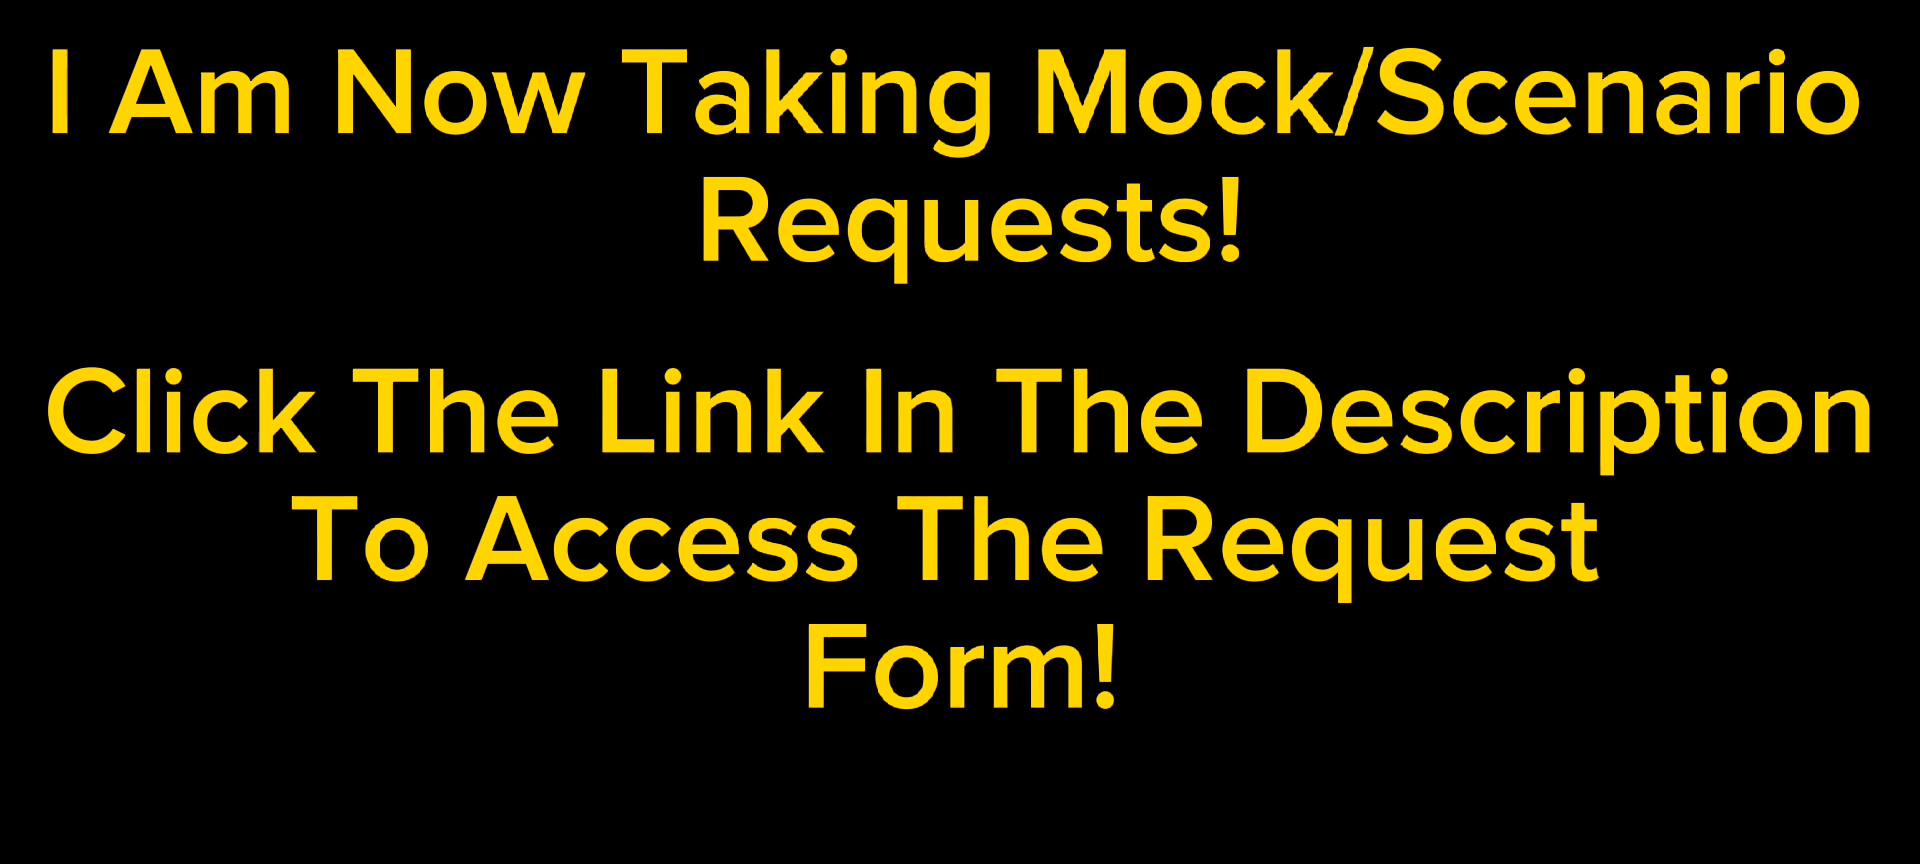 I Am Now Taking Mock/Scenario
Requests!
Click The Link In The Description
To Access The Request
Form!